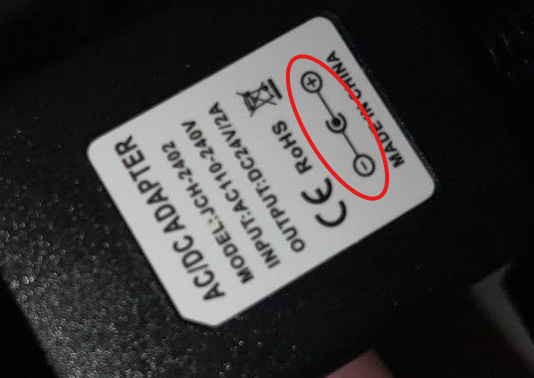 AC/DC ADAPTER
MODEL:JCH-2402
INPUT:AC110-240V
OUTPUT:DC24V/2A
CE RoHS
MADE IN CHINA